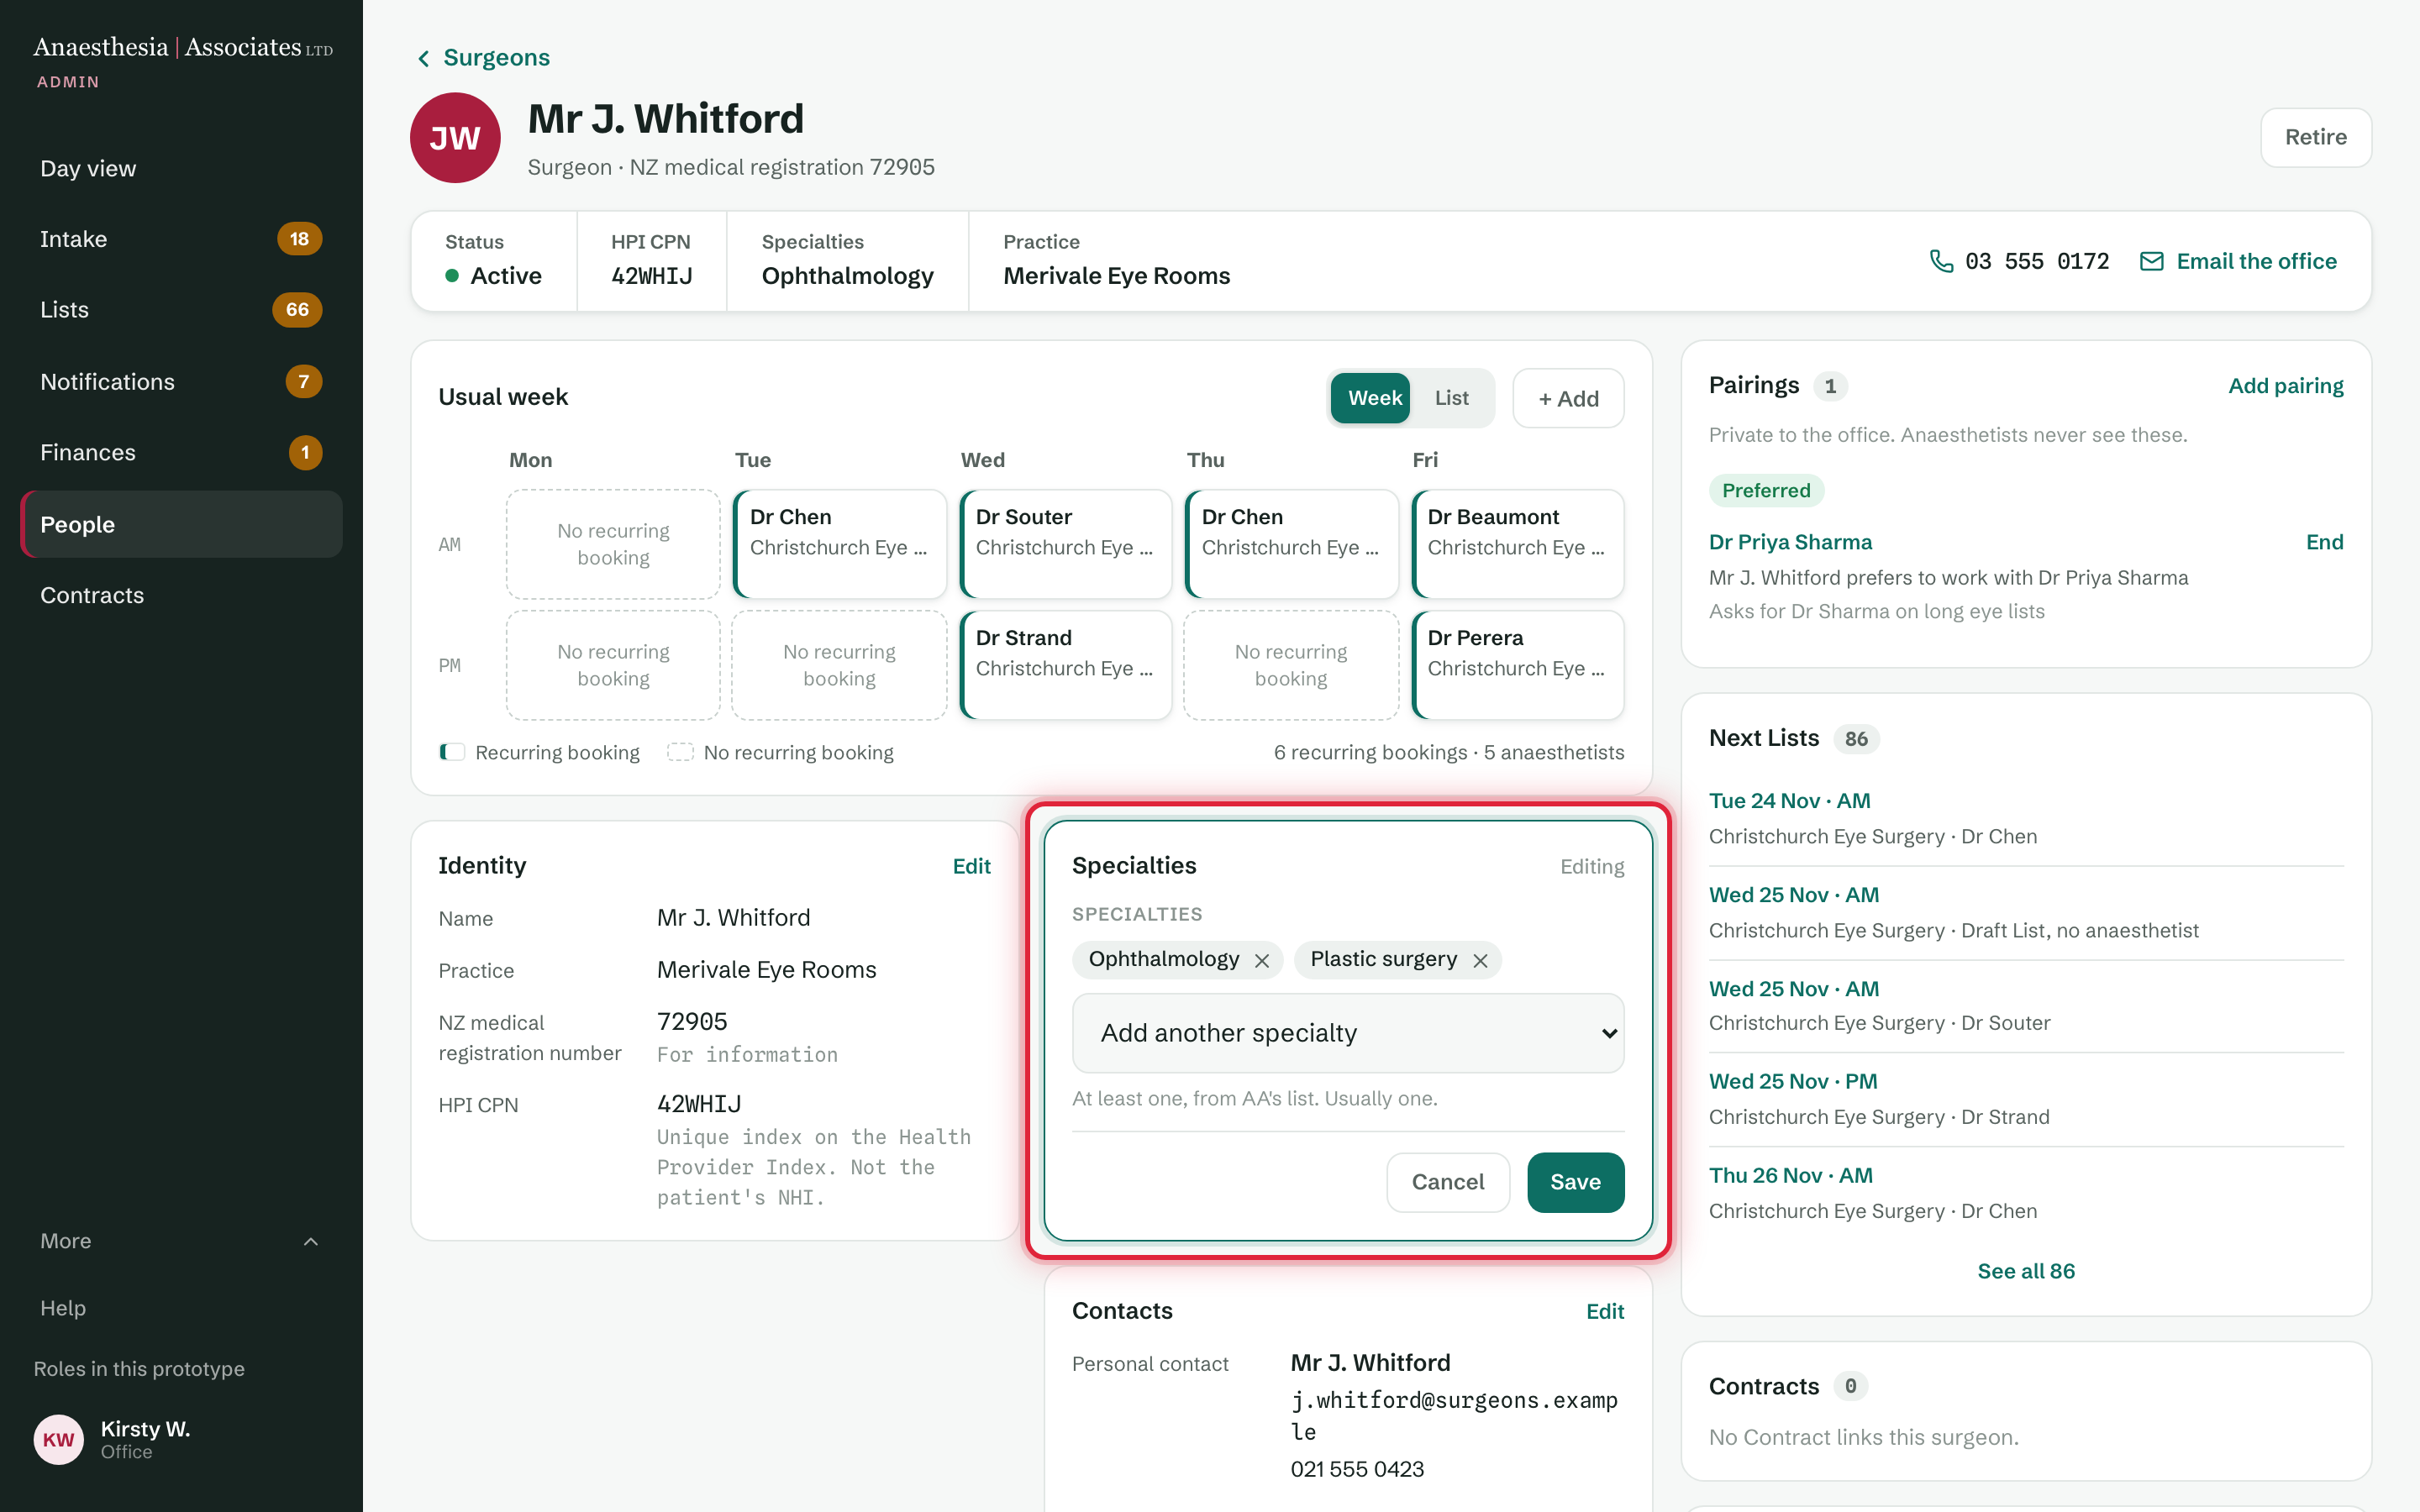 Anaesthesia | Associates LTD
ADMIN
Day view
Intake 18
Lists 66
Notifications 7
Finances 1
People
Contracts
More
Help
Roles in this prototype
KW
Kirsty W.
Office
Surgeons
JW
Mr J. Whitford
Surgeon · NZ medical registration 72905
Retire
Status
Active
HPI CPN
42WHIJ
Specialties
Ophthalmology
Practice
Merivale Eye Rooms
03 555 0172
Email the office
Usual week
Week
List
+ Add
Mon
Tue
Wed
Thu
Fri
AM
No recurring
booking
Dr Chen
Christchurch Eye ...
Dr Souter
Christchurch Eye ...
Dr Chen
Christchurch Eye ...
Dr Beaumont
Christchurch Eye ...
PM
No recurring
booking
No recurring
booking
Dr Strand
Christchurch Eye ...
No recurring
booking
Dr Perera
Christchurch Eye ...
Recurring booking
No recurring booking
6 recurring bookings · 5 anaesthetists
Identity
Edit
Name
Mr J. Whitford
Practice
Merivale Eye Rooms
NZ medical
registration number
72905
For information
HPI CPN
42WHIJ
Unique index on the Health
Provider Index. Not the
patient's NHI.
Specialties
Editing
SPECIALTIES
Ophthalmology
Plastic surgery
Add another specialty
At least one, from AA's list. Usually one.
Cancel
Save
Contacts
Edit
Personal contact
Mr J. Whitford
j.whitford@surgeons.examp
le
021 555 0423
Pairings 1
Add pairing
Private to the office. Anaesthetists never see these.
Preferred
Dr Priya Sharma
End
Mr J. Whitford prefers to work with Dr Priya Sharma
Asks for Dr Sharma on long eye lists
Next Lists 86
Tue 24 Nov · AM
Christchurch Eye Surgery · Dr Chen
Wed 25 Nov · AM
Christchurch Eye Surgery · Draft List, no anaesthetist
Wed 25 Nov · AM
Christchurch Eye Surgery · Dr Souter
Wed 25 Nov · PM
Christchurch Eye Surgery · Dr Strand
Thu 26 Nov · AM
Christchurch Eye Surgery · Dr Chen
See all 86
Contracts 0
No Contract links this surgeon.